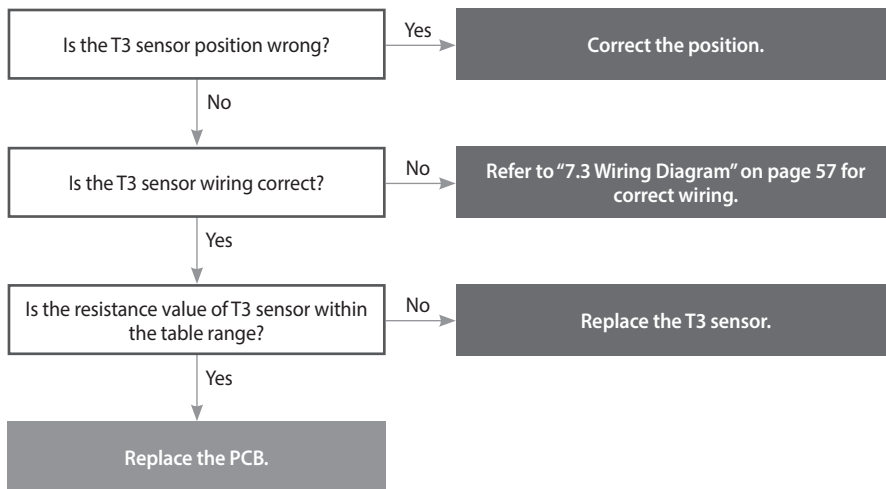 Is the T3 sensor position wrong?
Yes
Correct the position.
No
Is the T3 sensor wiring correct?
No
Refer to “7.3 Wiring Diagram” on page 57 for
correct wiring.
Yes
Is the resistance value of T3 sensor within
the table range?
No
Replace the T3 sensor.
Yes
Replace the PCB.